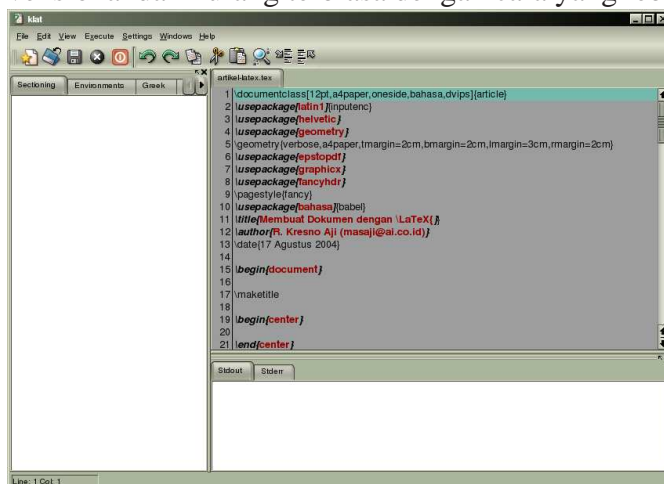 klat
File Edit View Execute Settings Windows Help
Sectioning Environments Greek
artikel-latex.tex
1 \documentclass[12pt,a4paper,oneside,bahasa,dvips]{article}
2 \usepackage[latin1]{inputenc}
3 \usepackage{helvetic}
4 \usepackage{geometry}
5 \geometry{verbose,a4paper,tmargin=2cm,bmargin=2cm,lmargin=3cm,rmargin=2cm}
6 \usepackage{epstopdf}
7 \usepackage{graphicx}
8 \usepackage{fancyhdr}
9 \pagestyle{fancy}
10 \usepackage[bahasa]{babel}
11 \title{Membuat Dokumen dengan \LaTeX{}}
12 \author{R. Kresno Aji (masaji@ai.co.id)}
13 \date{17 Agustus 2004}
14
15 \begin{document}
16
17 \maketitle
18
19 \begin{center}
20
21 \end{center}
Stdout Stderr
Line: 1 Col: 1